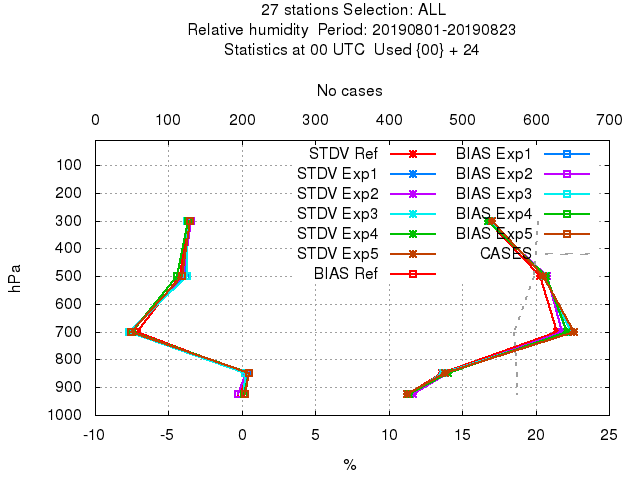 27 stations Selection: ALL
Relative humidity  Period: 20190801-20190823
Statistics at 00 UTC  Used {00} + 24
No cases
0 100 200 300 400 500 600 700
STDV Ref BIAS Exp1
STDV Exp1 BIAS Exp2
STDV Exp2 BIAS Exp3
STDV Exp3 BIAS Exp4
STDV Exp4 BIAS Exp5
STDV Exp5 CASES
BIAS Ref
hPa
100
200
300
400
500
600
700
800
900
1000
-10 -5 0 5 10 15 20 25
%